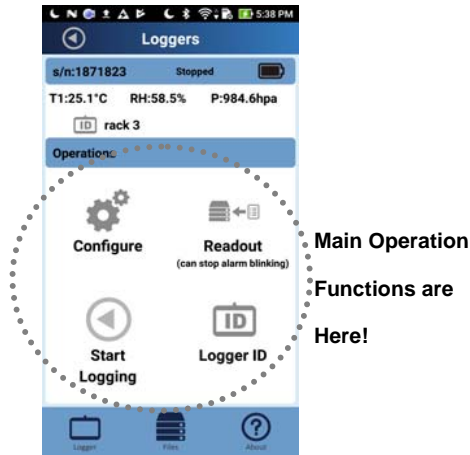 5:38 PM
Loggers
s/n:1871823 Stopped
T1:25.1°C RH:58.5% P:984.6hpa
ID rack 3
Operations
Configure Readout
(can stop alarm blinking)
Main Operation
Functions are
Here!
ID
Start Logger ID
Logging
Logger Files About